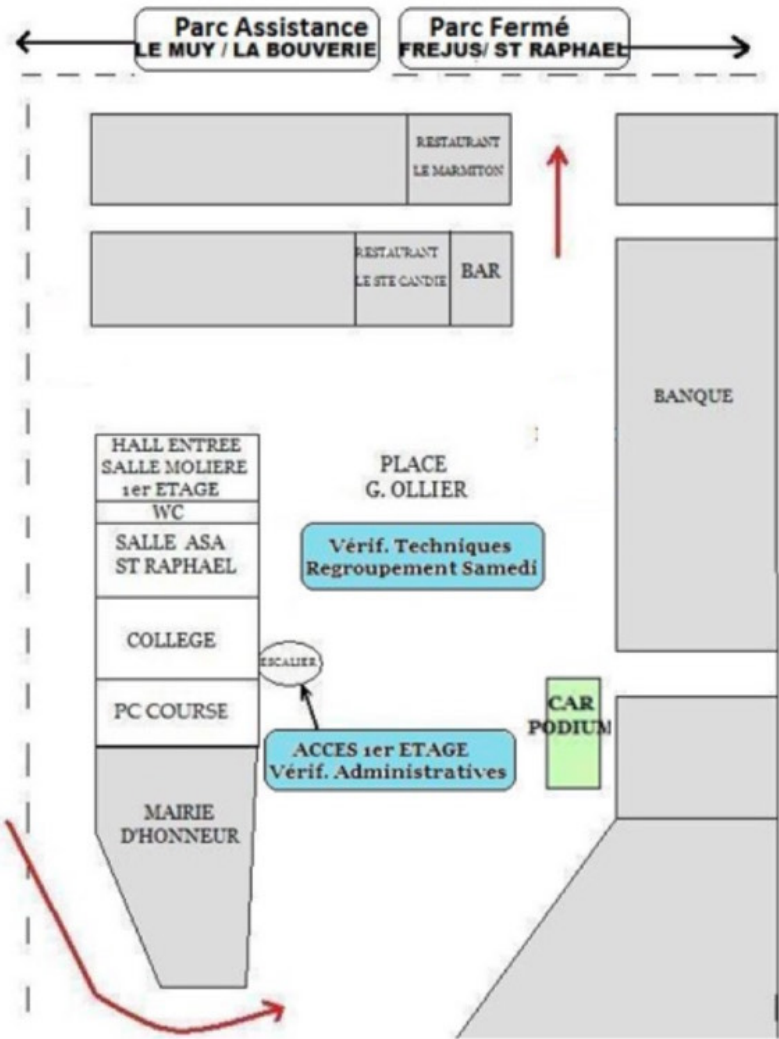 Parc Assistance
LE MUY / LA BOUVERIE
Parc Fermé
FREJUS/ ST RAPHAEL
RESTAURANT
LE MARMITON
RESTAURANT
LE STE CANDIE
BAR
BANQUE
HALL ENTREE
SALLE MOLIERE
1er ETAGE
WC
SALLE ASA
ST RAPHAEL
PLACE
G. OLLIER
Vérif. Techniques
Regroupement Samedi
COLLEGE
ESCALIER
PC COURSE
CAR
PODIUM
ACCES 1er ETAGE
Vérif. Administratives
MAIRIE
D'HONNEUR